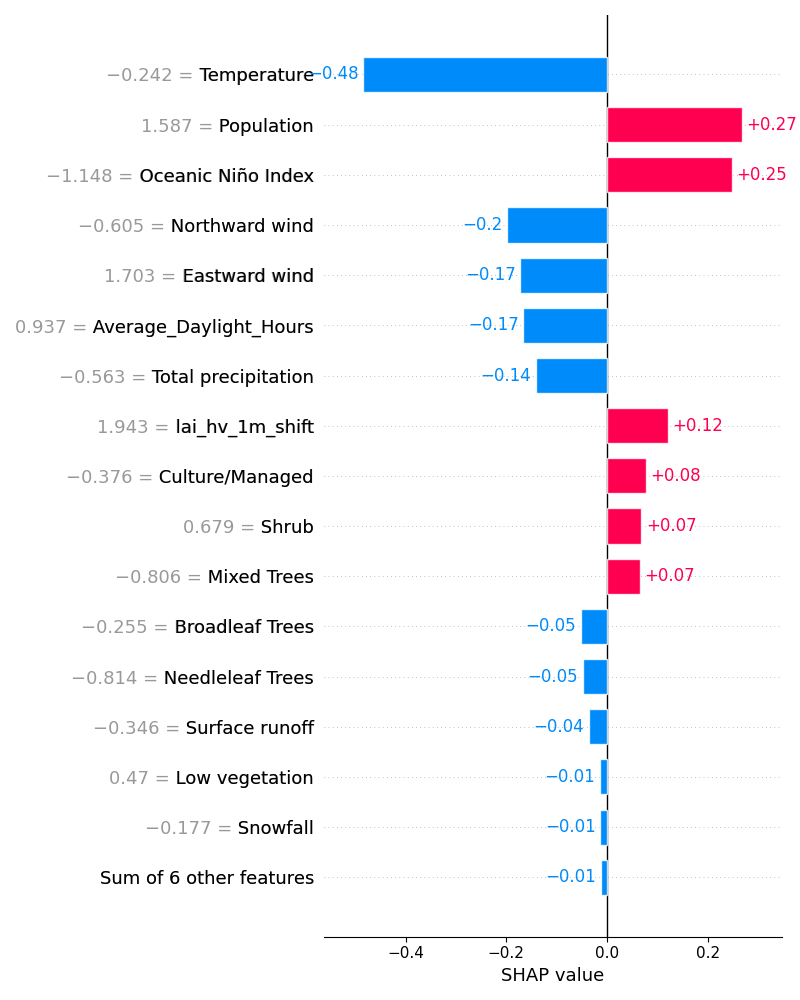 −0.242 = Temperature −0.48
1.587 = Population +0.27
−1.148 = Oceanic Niño Index +0.25
−0.605 = Northward wind −0.2
1.703 = Eastward wind −0.17
0.937 = Average_Daylight_Hours −0.17
−0.563 = Total precipitation −0.14
1.943 = lai_hv_1m_shift +0.12
−0.376 = Culture/Managed +0.08
0.679 = Shrub +0.07
−0.806 = Mixed Trees +0.07
−0.255 = Broadleaf Trees −0.05
−0.814 = Needleleaf Trees −0.05
−0.346 = Surface runoff −0.04
0.47 = Low vegetation −0.01
−0.177 = Snowfall −0.01
Sum of 6 other features −0.01
−0.4 −0.2 0.0 0.2
SHAP value